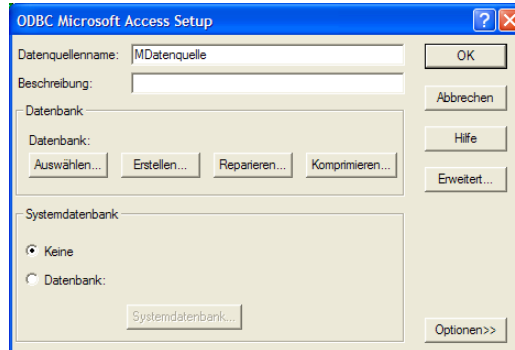 ODBC Microsoft Access Setup
Datenquellenname: MDatenquelle
OK
Beschreibung:
Abbrechen
Datenbank
Datenbank:
Hilfe
Auswählen... Erstellen... Reparieren... Komprimieren...
Erweitert...
Systemdatenbank
Keine
Datenbank:
Systemdatenbank...
Optionen>>